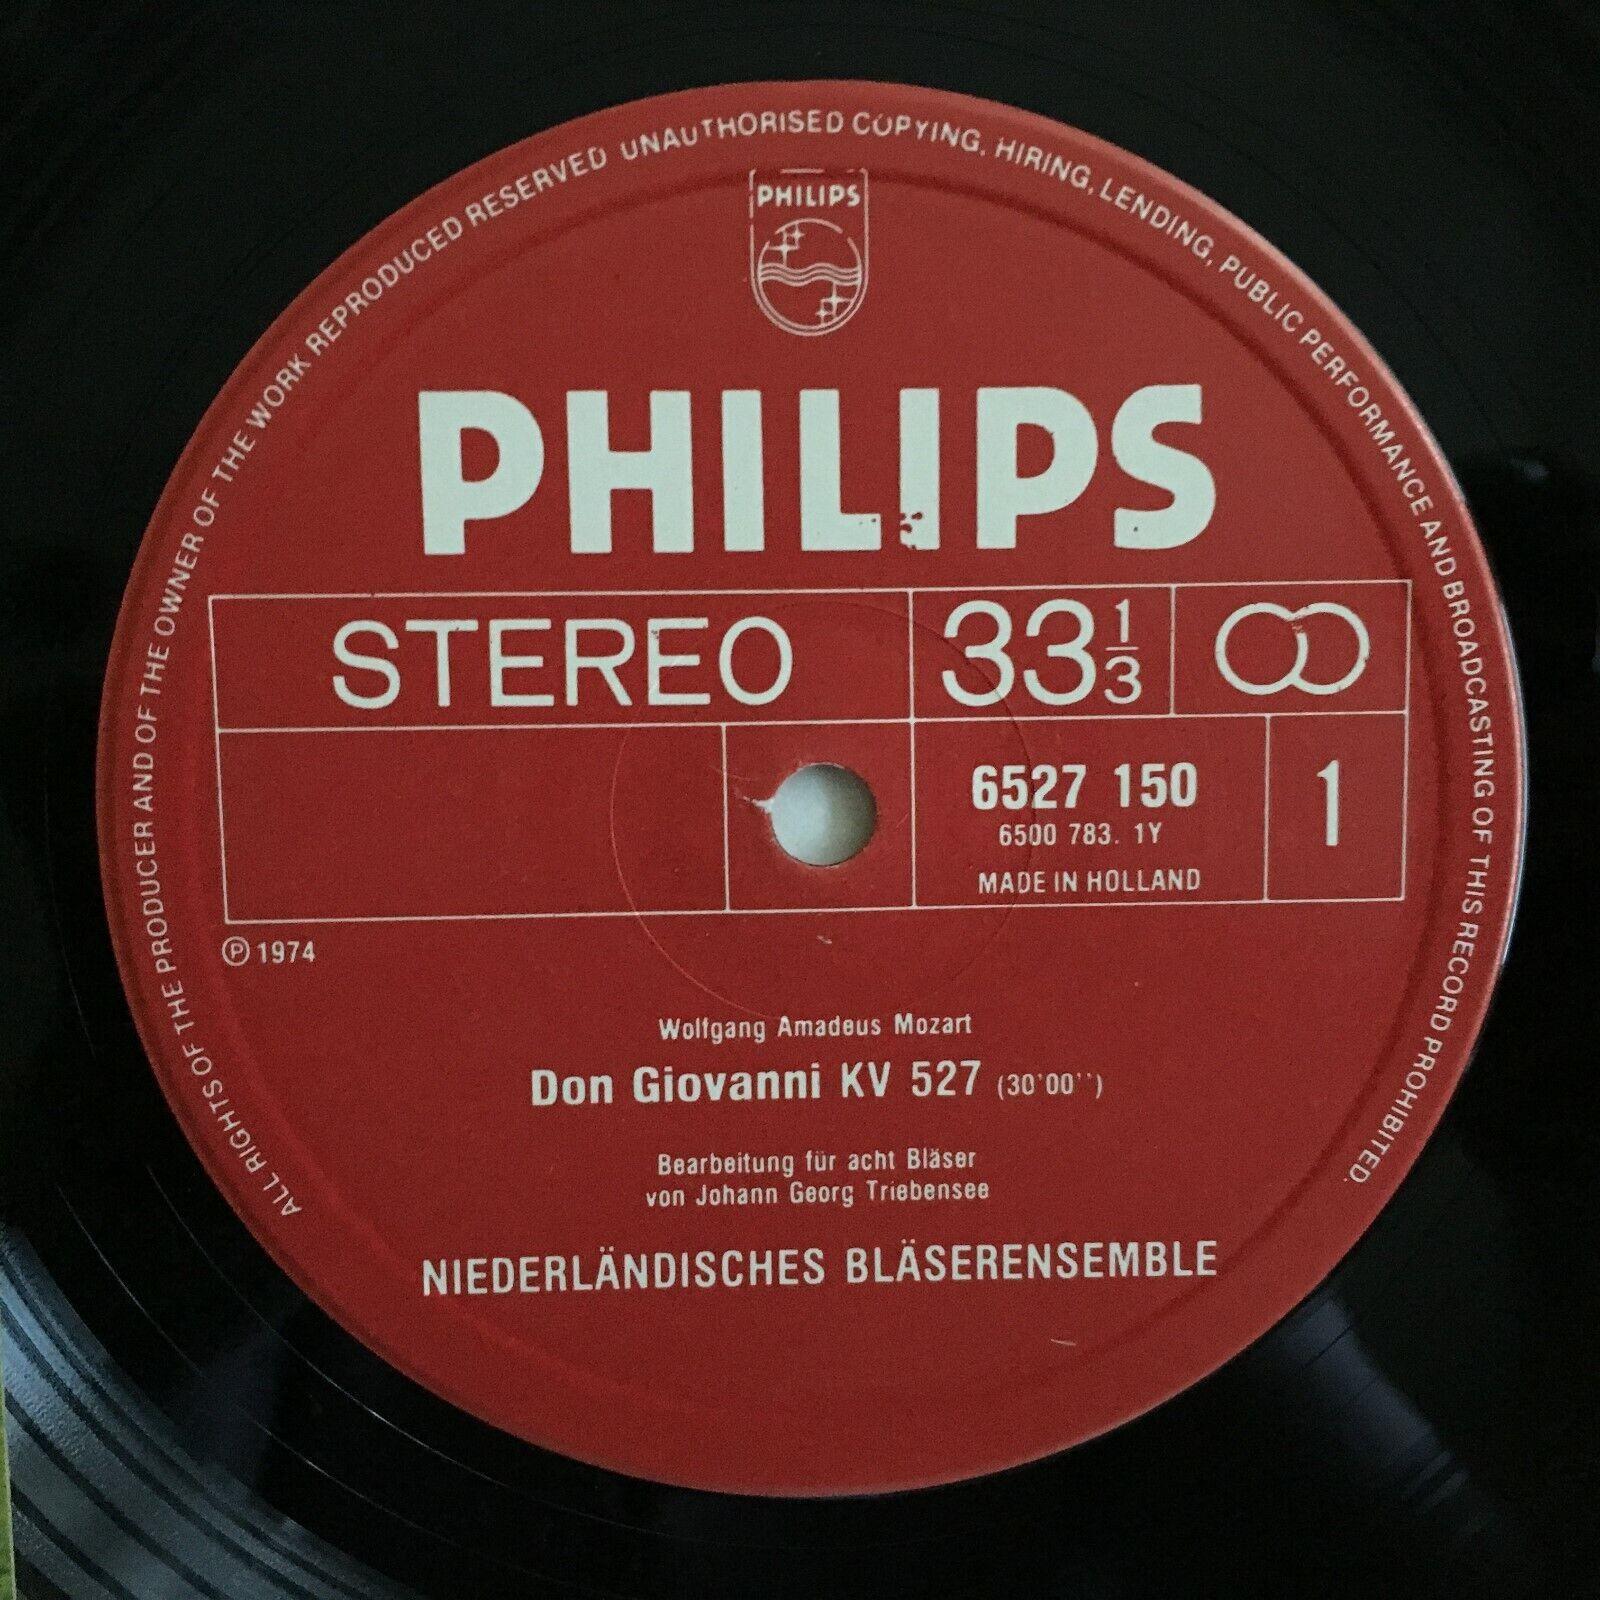 ALL RIGHTS OF THE PRODUCER AND OF THE OWNER OF THE WORK REPRODUCED RESERVED UNAUTHORISED COPYING, HIRING, LENDING, PUBLIC PERFORMANCE AND BROADCASTING OF THIS RECORD PROHIBITED.
PHILIPS
PHILIPS
STEREO 33 1/3
6527 150 1
6500 783. 1Y
MADE IN HOLLAND
℗ 1974
Wolfgang Amadeus Mozart
Don Giovanni KV 527 (30'00'')
Bearbeitung für acht Bläser
von Johann Georg Triebensee
NIEDERLÄNDISCHES BLÄSERENSEMBLE